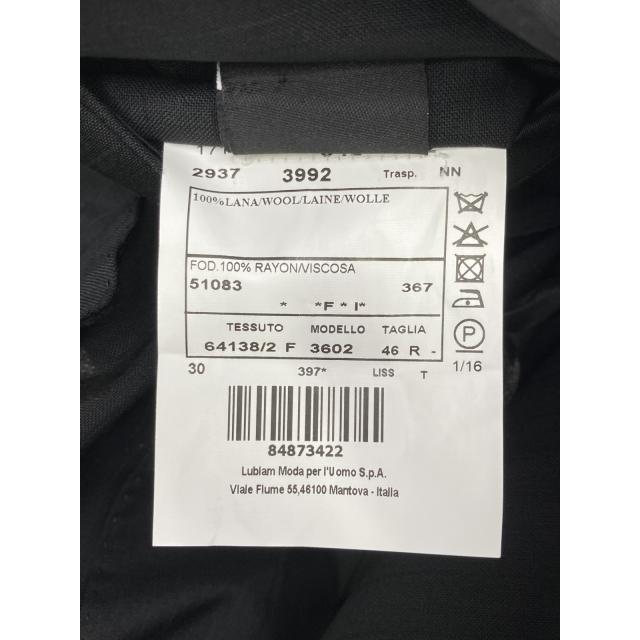 2937 3992 Trasp. NN
100%LANA/WOOL/LAINE/WOLLE
FOD.100% RAYON/VISCOSA
51083 367
* *F * I*
TESSUTO MODELLO TAGLIA
64138/2 F 3602 46 R -
P
30 397* LISS T 1/16
84873422
Lubiam Moda per l'Uomo S.p.A.
Viale Fiume 55,46100 Mantova - Italia